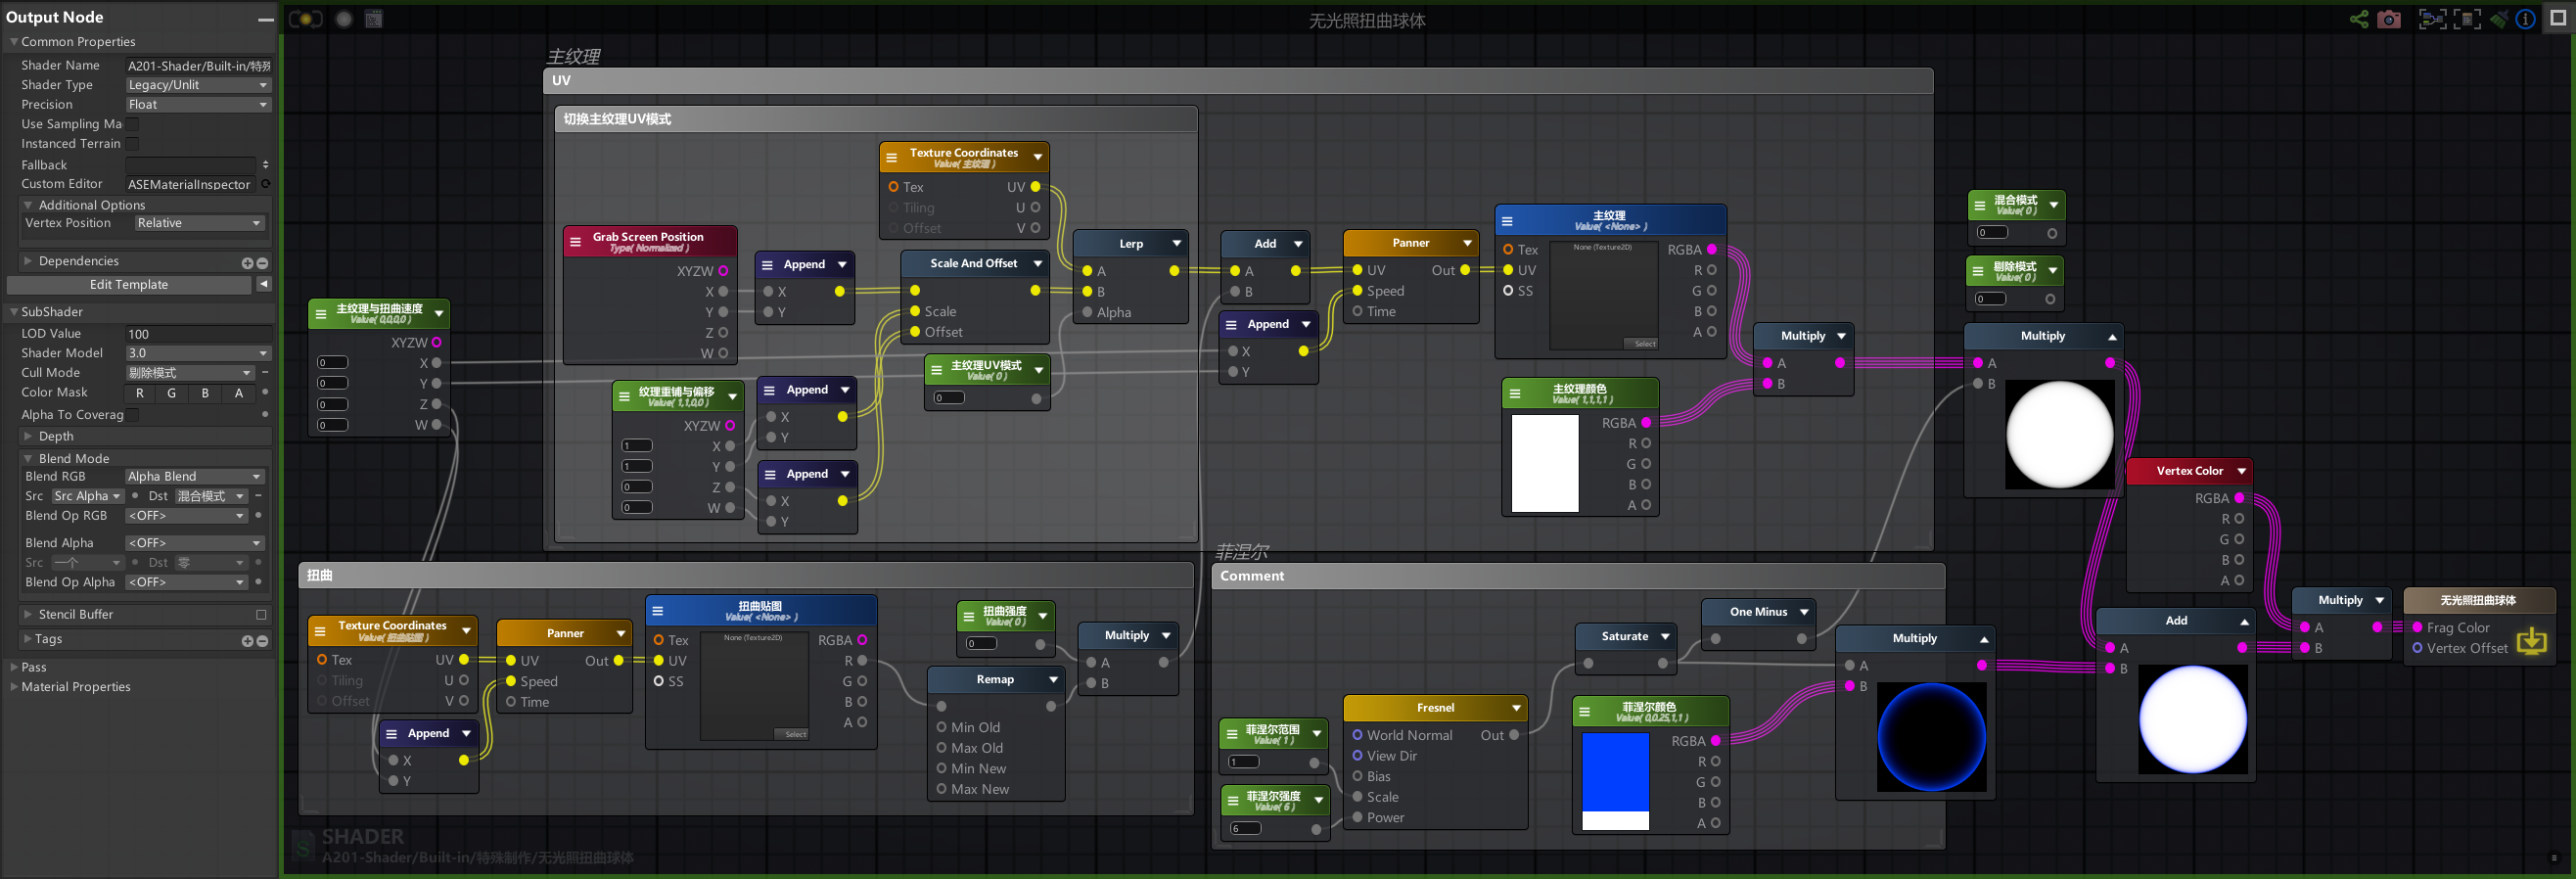 Output Node
Common Properties
Shader Name A201-Shader/Built-in/特殊
Shader Type Legacy/Unlit
Precision Float
Use Sampling Ma
Instanced Terrain
Fallback
Custom Editor ASEMaterialInspector
Additional Options
Vertex Position Relative
Dependencies
Edit Template
SubShader
LOD Value 100
Shader Model 3.0
Cull Mode 剔除模式
Color Mask R G B A
Alpha To Coverag
Depth
Blend Mode
Blend RGB Alpha Blend
Src Src Alpha Dst 混合模式
Blend Op RGB <OFF>
Blend Alpha <OFF>
Src 一个 Dst 零
Blend Op Alpha <OFF>
Stencil Buffer
Tags
Pass
Material Properties
无光照扭曲球体
主纹理
UV
切换主纹理UV模式
Texture Coordinates
Value( 主纹理 )
Tex UV
Tiling U
Offset V
Grab Screen Position
Type( Normalized )
XYZW
X
Y
Z
W
Append
X
Y
Scale And Offset
Scale
Offset
Lerp
A
B
Alpha
主纹理UV模式
Value( 0 )
0
纹理重铺与偏移
Value( 1,1,0,0 )
XYZW
1 X
1 Y
0 Z
0 W
Append
X
Y
Append
X
Y
主纹理与扭曲速度
Value( 0,0,0,0 )
XYZW
0 X
0 Y
0 Z
0 W
Add
A
B
Append
X
Y
Panner
UV Out
Speed
Time
主纹理
Value( <None> )
Tex None (Texture2D) RGBA
UV R
SS G
B
A
Select
主纹理颜色
Value( 1,1,1,1 )
RGBA
R
G
B
A
Multiply
A
B
混合模式
Value( 0 )
0
剔除模式
Value( 0 )
0
Multiply
A
B
Vertex Color
RGBA
R
G
B
A
扭曲
Texture Coordinates
Value( 扭曲贴图 )
Tex UV
Tiling U
Offset V
Append
X
Y
Panner
UV Out
Speed
Time
扭曲贴图
Value( <None> )
Tex None (Texture2D) RGBA
UV R
SS G
B
A
Select
扭曲强度
Value( 0 )
0
Remap
Min Old
Max Old
Min New
Max New
Multiply
A
B
菲涅尔
Comment
菲涅尔范围
Value( 1 )
1
菲涅尔强度
Value( 6 )
6
Fresnel
World Normal Out
View Dir
Bias
Scale
Power
Saturate
One Minus
菲涅尔颜色
Value( 0,0.25,1,1 )
RGBA
R
G
B
A
Multiply
A
B
Add
A
B
Multiply
A
B
无光照扭曲球体
Frag Color
Vertex Offset
SHADER
A201-Shader/Built-in/特殊制作/无光照扭曲球体